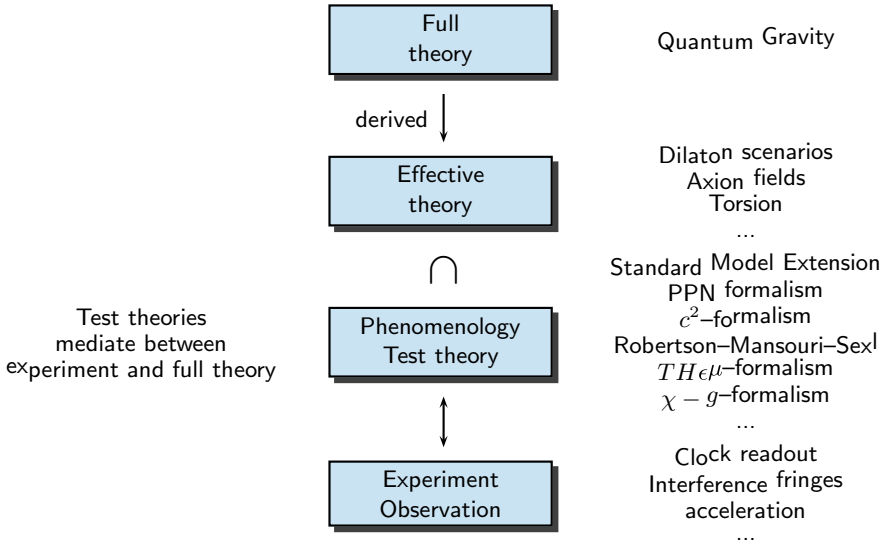 Full
theory
Quantum Gravity
derived
Effective
theory
Dilaton scenarios
Axion fields
Torsion
...
∩
Test theories
mediate between
experiment and full theory
Phenomenology
Test theory
Standard Model Extension
PPN formalism
c²–formalism
Robertson–Mansouri–Sexl
THϵμ–formalism
χ − g–formalism
...
Experiment
Observation
Clock readout
Interference fringes
acceleration
...